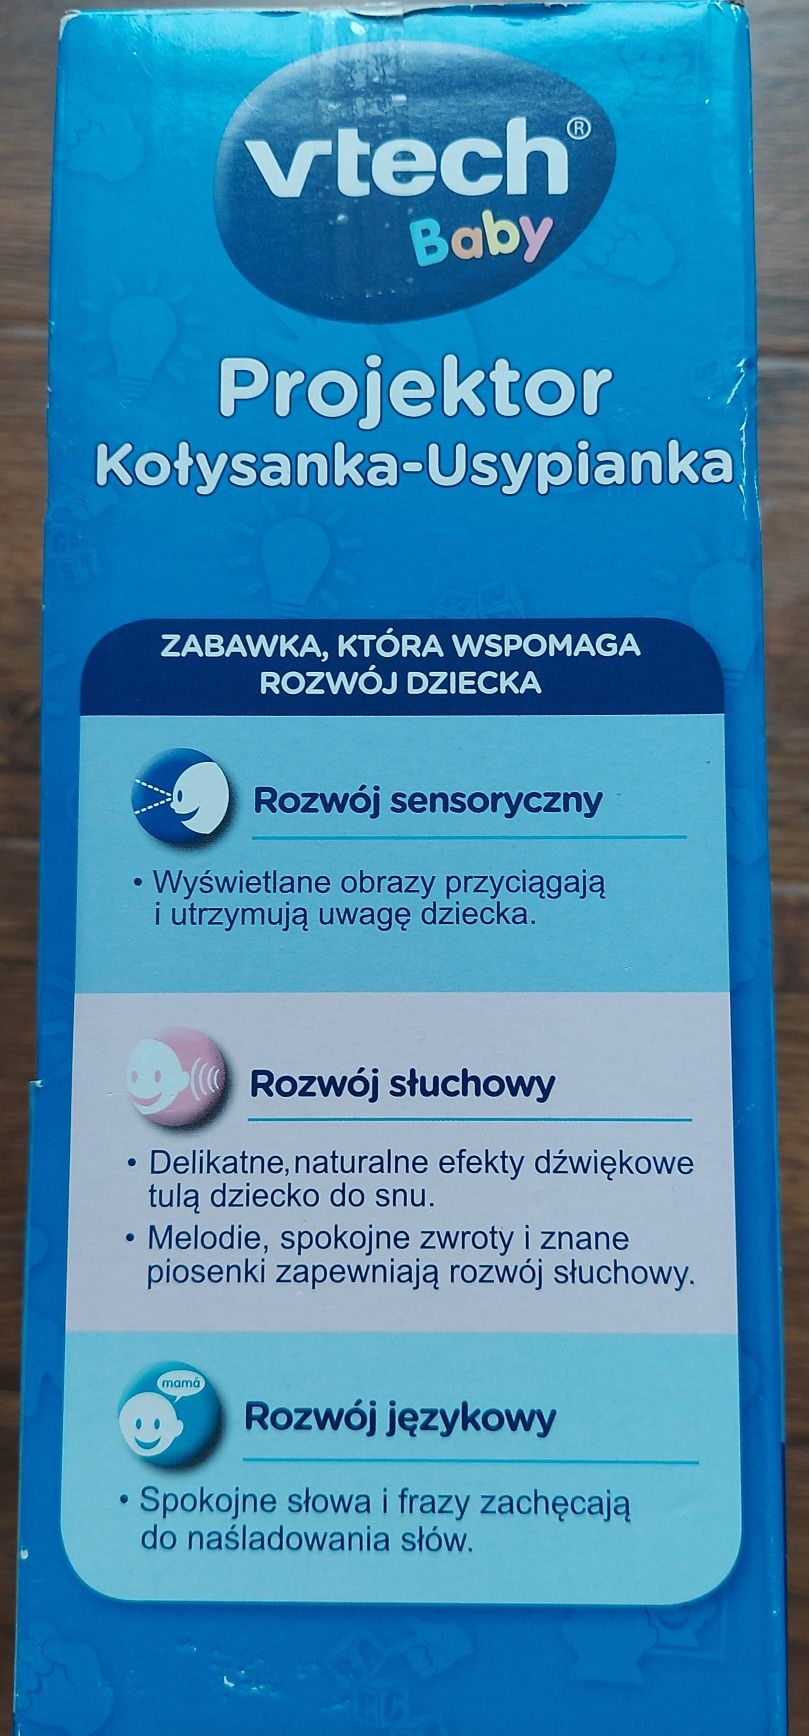 vtech®
Baby
Projektor
Kołysanka-Usypianka
ZABAWKA, KTÓRA WSPOMAGA
ROZWÓJ DZIECKA
Rozwój sensoryczny
• Wyświetlane obrazy przyciągają
i utrzymują uwagę dziecka.
Rozwój słuchowy
• Delikatne,naturalne efekty dźwiękowe
tulą dziecko do snu.
• Melodie, spokojne zwroty i znane
piosenki zapewniają rozwój słuchowy.
mamá
Rozwój językowy
• Spokojne słowa i frazy zachęcają
do naśladowania słów.